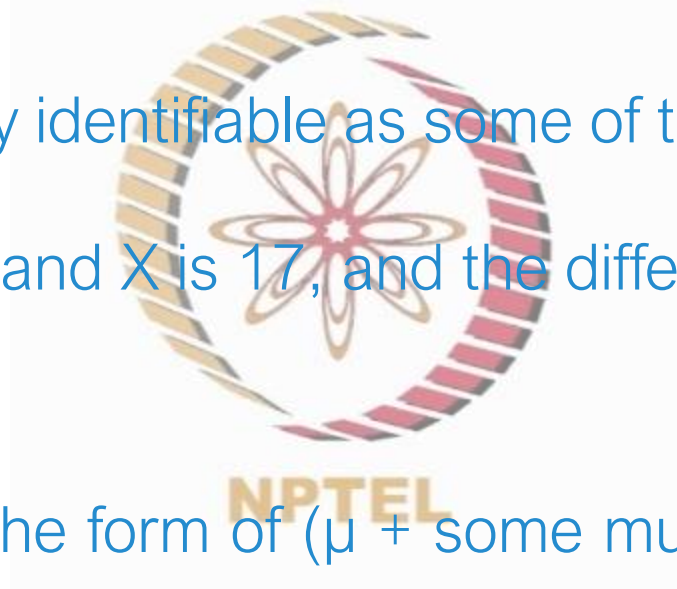 y identifiable as some of t
and X is 17, and the diffe
NPTEL
he form of (μ + some mu